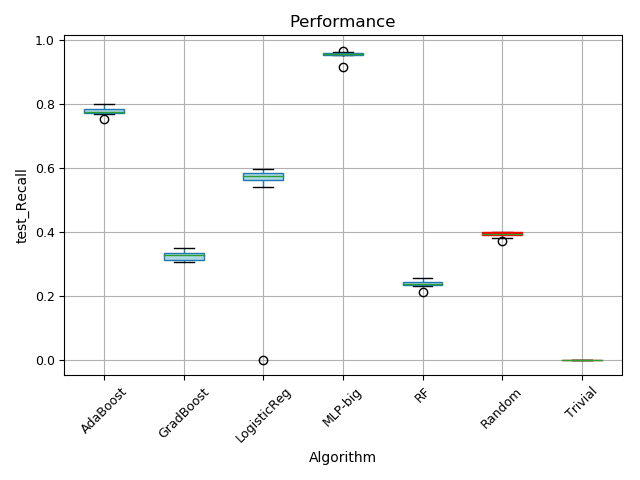 Performance
1.0
0.8
0.6
0.4
0.2
0.0
test_Recall
AdaBoost
GradBoost
LogisticReg
MLP-big
RF
Random
Trivial
Algorithm